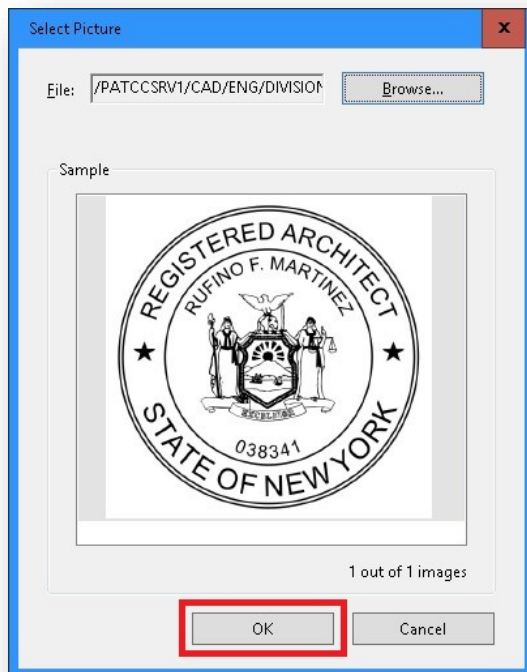 Select Picture
x
File: /PATCCSRV1/CAD/ENG/DIVISION Browse...
Sample
REGISTERED ARCHITECT
RUFINO F. MARTINEZ
EXCELSIOR
038341
STATE OF NEW YORK
1 out of 1 images
OK Cancel